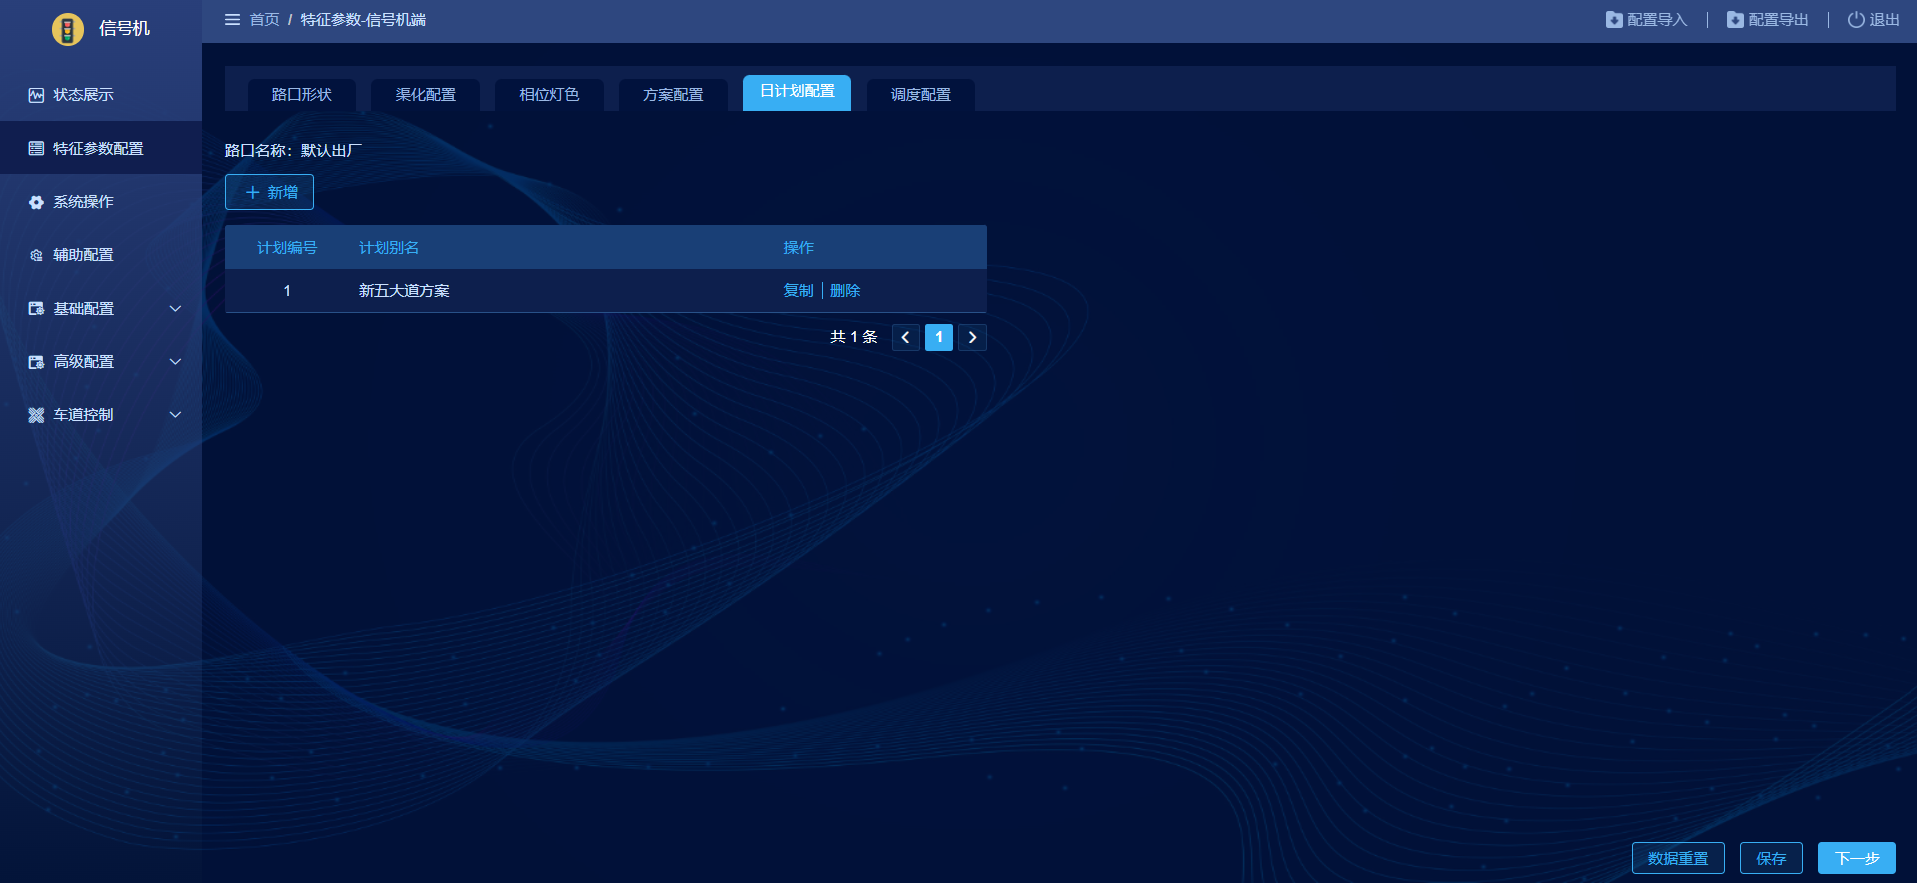 信号机
首页 / 特征参数-信号机端
配置导入
配置导出
退出
状态展示
特征参数配置
系统操作
辅助配置
基础配置
高级配置
车道控制
路口形状
渠化配置
相位灯色
方案配置
日计划配置
调度配置
路口名称：默认出厂
新增
计划编号 计划别名 操作
1 新五大道方案 复制 删除
共 1 条 1
数据重置
保存
下一步